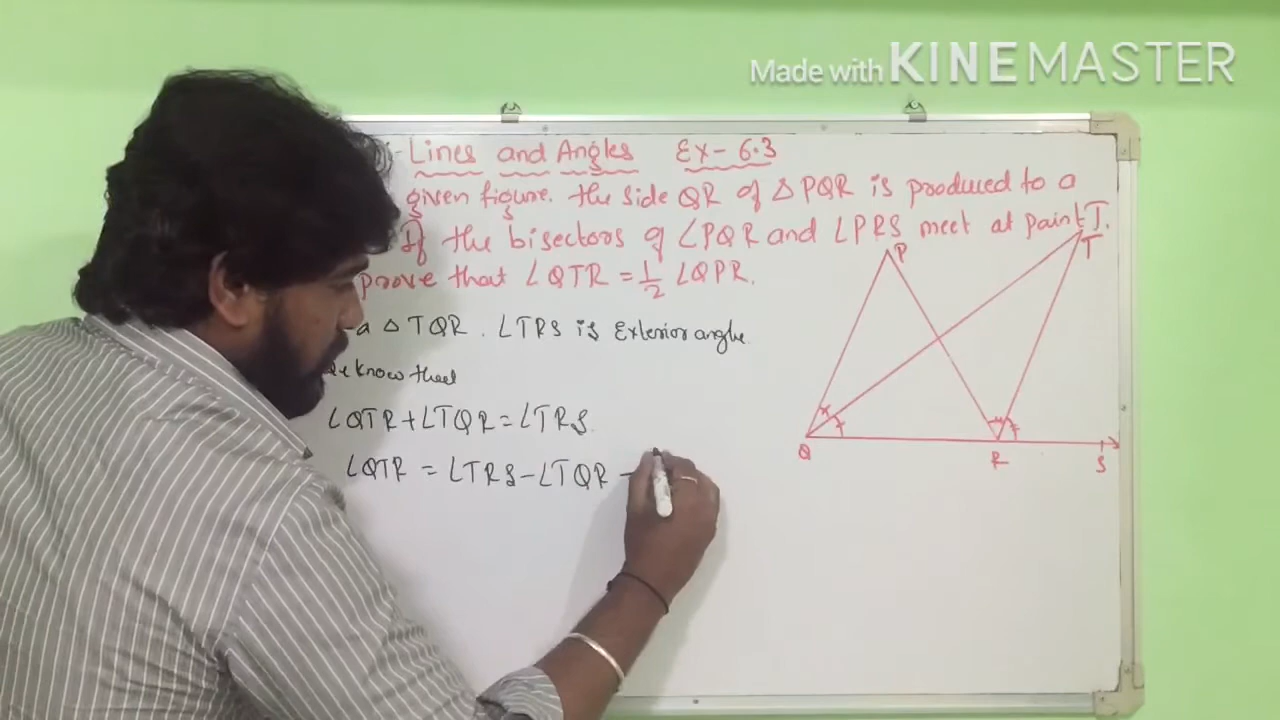 Made with KINEMASTER
Lines and Angles Ex-6.3
given figure. the side QR of △PQR is produced to a
If the bisectors of ∠PQR and ∠PRS meet at paint T.
prove that ∠QTR = 1/2 ∠QPR.
a △TQR. ∠TRS is Exterior angle.
know that
∠QTR+∠TQR=∠TRS.
∠QTR = ∠TRS-∠TQR -
P
T
Q
R
S